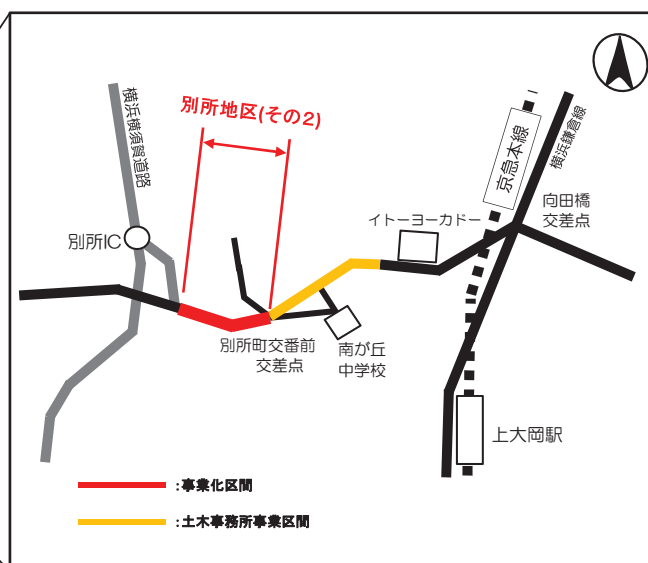 別所地区(その2)
横浜横須賀道路
京急本線
横浜鎌倉線
向田橋
交差点
イトーヨーカドー
別所IC
別所町交番前
交差点
南が丘
中学校
上大岡駅
:事業化区間
:土木事務所事業区間